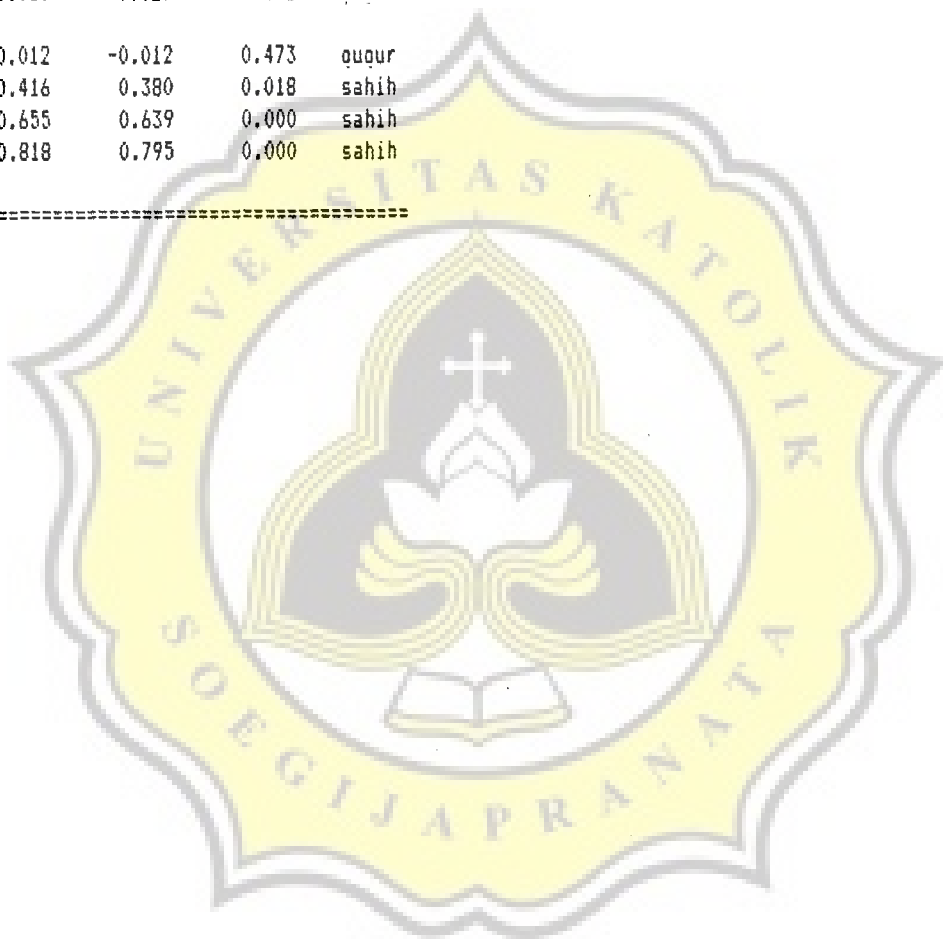 0.012 -0.012 0.473 gugur
0.416 0.380 0.018 sahih
0.655 0.639 0.000 sahih
0.818 0.795 0.000 sahih
UNIVERSITAS KATOLIK
SOEGIJAPRANATA